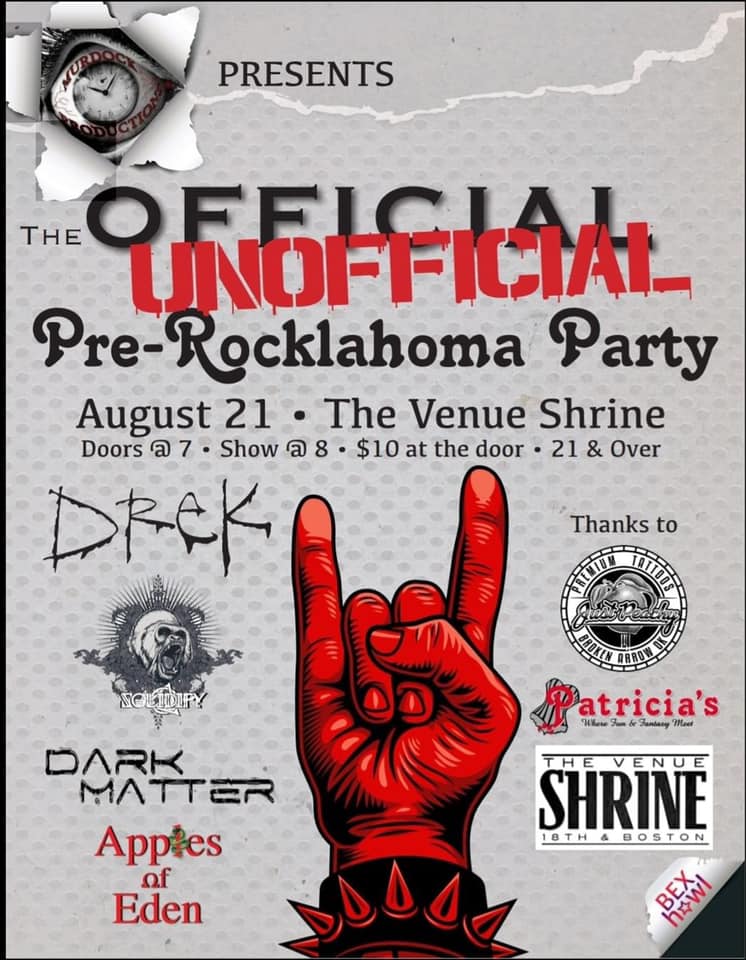 MURDOCK
PRODUCTIONS
PRESENTS
THE OFFICIAL
UNOFFICIAL
Pre-Rocklahoma Party
August 21 • The Venue Shrine
Doors @ 7 • Show @ 8 • $10 at the door • 21 & Over
DREK
Thanks to
PREMIUM TATTOOS
Just Peachy
BROKEN ARROW OK
SOLIDIFY
Patricia's
Where Fun & Fantasy Meet
DARK
MATTER
THE VENUE
SHRINE
18TH & BOSTON
Apples
of
Eden
BEX
howl